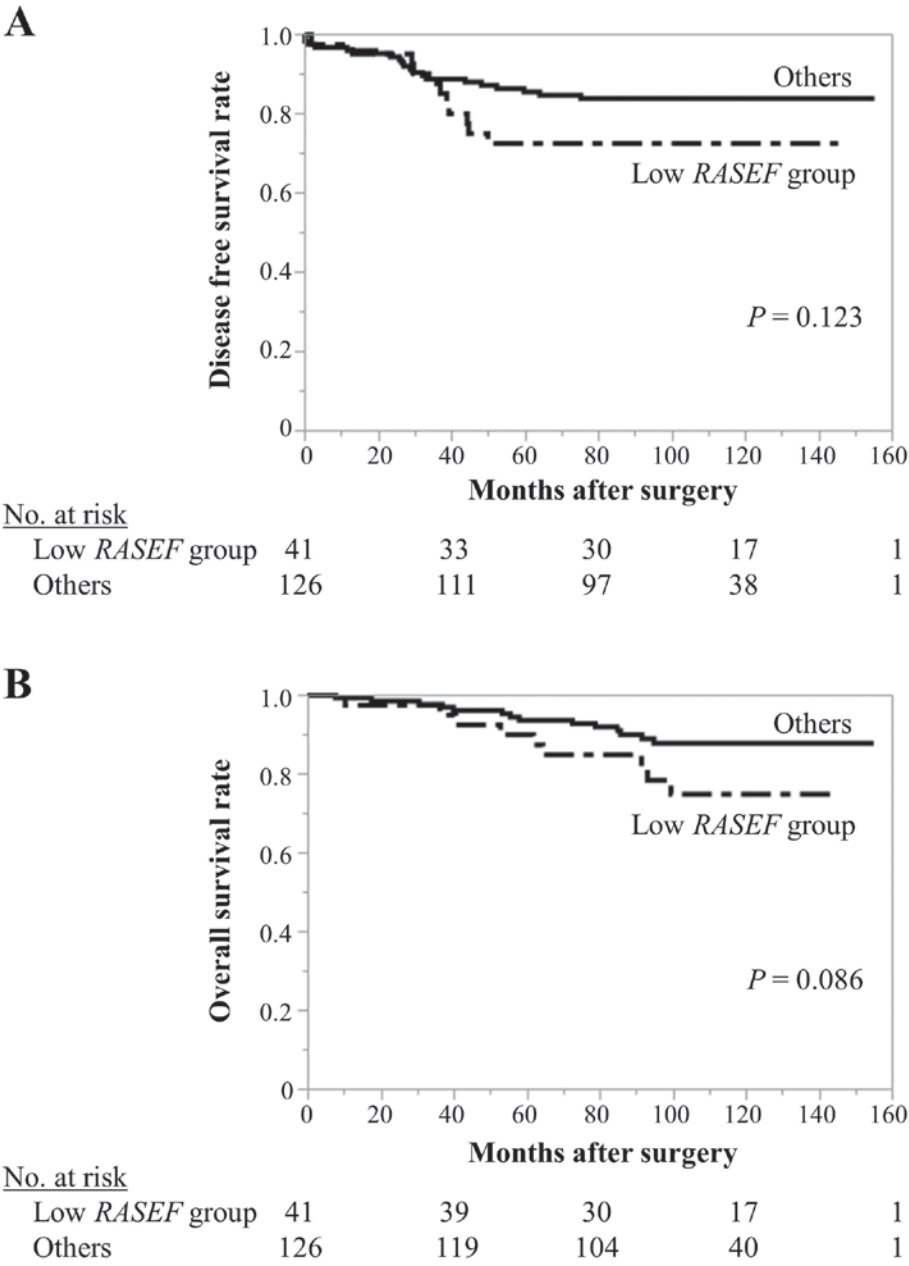 A
Disease free survival rate
1.0
0.8
0.6
0.4
0.2
0
Others
Low RASEF group
P = 0.123
0 20 40 60 80 100 120 140 160
Months after surgery
No. at risk
Low RASEF group 41 33 30 17 1
Others 126 111 97 38 1
B
Overall survival rate
1.0
0.8
0.6
0.4
0.2
0
Others
Low RASEF group
P = 0.086
0 20 40 60 80 100 120 140 160
Months after surgery
No. at risk
Low RASEF group 41 39 30 17 1
Others 126 119 104 40 1